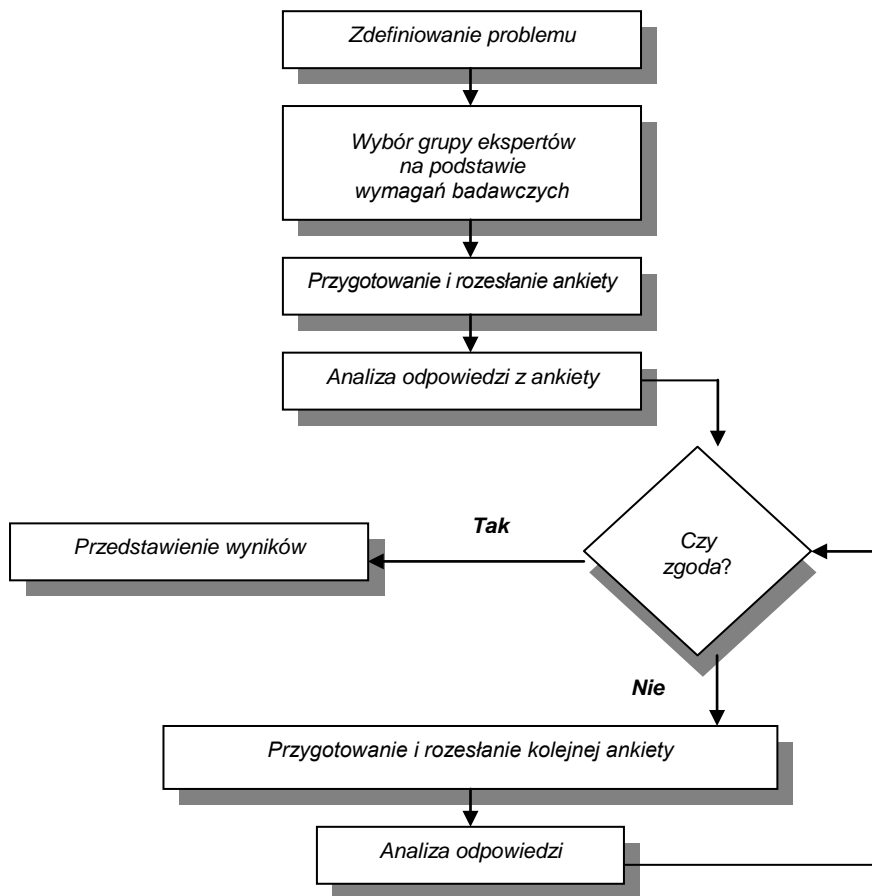 Zdefiniowanie problemu
Wybór grupy ekspertów
na podstawie
wymagań badawczych
Przygotowanie i rozesłanie ankiety
Analiza odpowiedzi z ankiety
Czy
zgoda?
Tak
Przedstawienie wyników
Nie
Przygotowanie i rozesłanie kolejnej ankiety
Analiza odpowiedzi